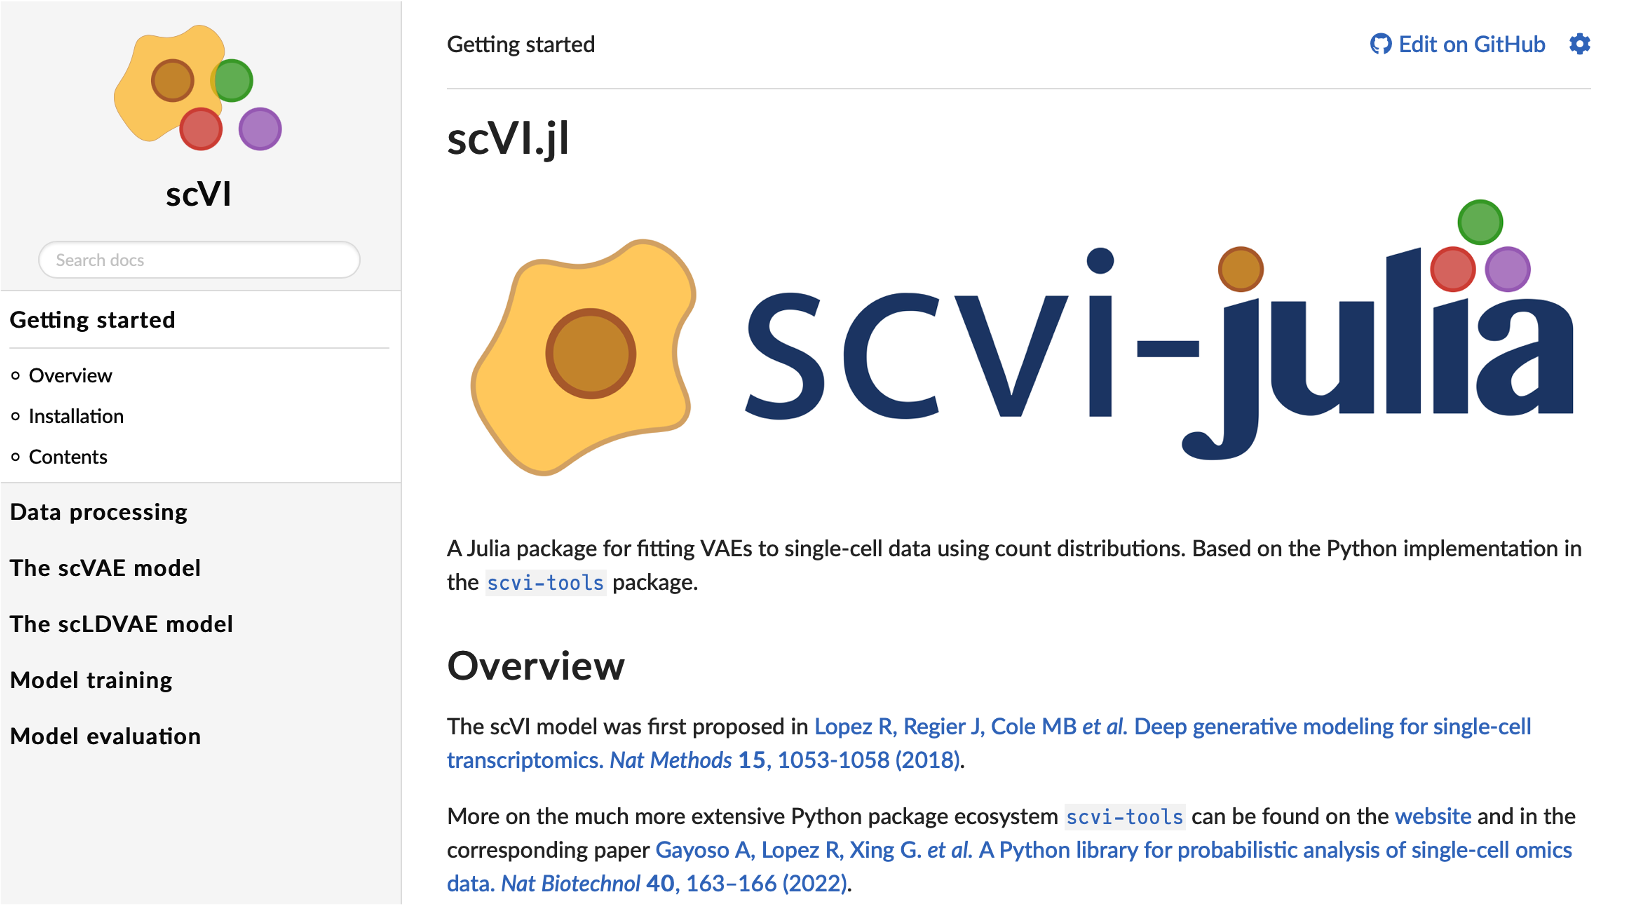 scVI
Search docs
Getting started
Overview
Installation
Contents
Data processing
The scVAE model
The scLDVAE model
Model training
Model evaluation
Getting started
Edit on GitHub
scVI.jl
scvi-julia
A Julia package for fitting VAEs to single-cell data using count distributions. Based on the Python implementation in
the scvi-tools package.
Overview
The scVI model was first proposed in Lopez R, Regier J, Cole MB et al. Deep generative modeling for single-cell
transcriptomics. Nat Methods 15, 1053-1058 (2018).
More on the much more extensive Python package ecosystem scvi-tools can be found on the website and in the
corresponding paper Gayoso A, Lopez R, Xing G. et al. A Python library for probabilistic analysis of single-cell omics
data. Nat Biotechnol 40, 163–166 (2022).